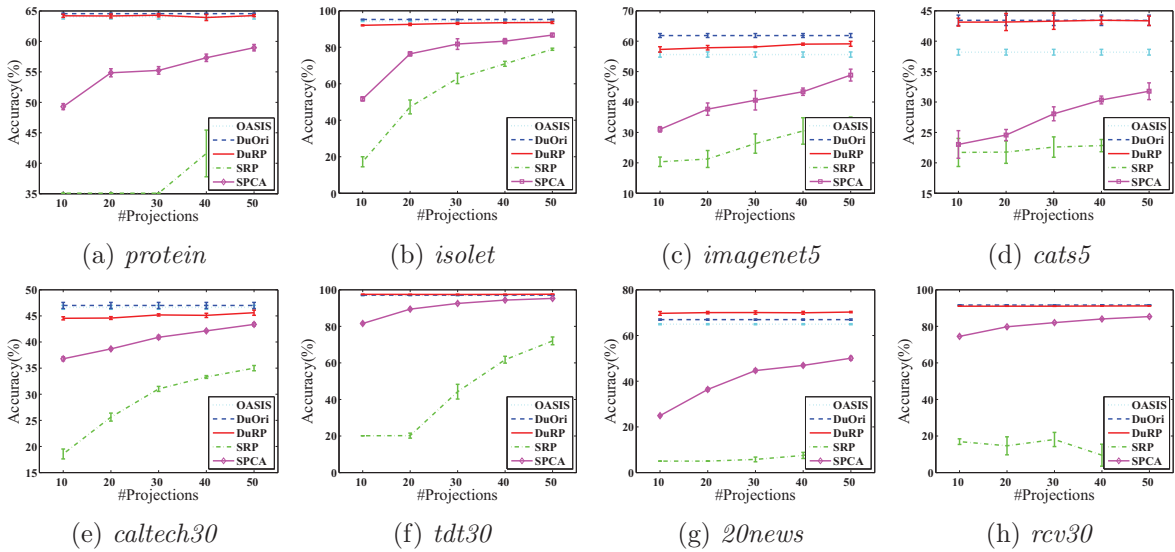 65
60
55
50
45
40
35
Accuracy(%)
10 20 30 40 50
#Projections
OASIS
DuOri
DuRP
SRP
SPCA
(a) protein
100
80
60
40
20
0
Accuracy(%)
10 20 30 40 50
#Projections
OASIS
DuOri
DuRP
SRP
SPCA
(b) isolet
70
60
50
40
30
20
10
Accuracy(%)
10 20 30 40 50
#Projections
OASIS
DuOri
DuRP
SRP
SPCA
(c) imagenet5
45
40
35
30
25
20
15
Accuracy(%)
10 20 30 40 50
#Projections
OASIS
DuOri
DuRP
SRP
SPCA
(d) cats5
50
45
40
35
30
25
20
15
Accuracy(%)
10 20 30 40 50
#Projections
OASIS
DuOri
DuRP
SRP
SPCA
(e) caltech30
100
80
60
40
20
0
Accuracy(%)
10 20 30 40 50
#Projections
OASIS
DuOri
DuRP
SRP
SPCA
(f) tdt30
80
60
40
20
0
Accuracy(%)
10 20 30 40 50
#Projections
OASIS
DuOri
DuRP
SRP
SPCA
(g) 20news
100
80
60
40
20
0
Accuracy(%)
10 20 30 40 50
#Projections
OASIS
DuOri
DuRP
SRP
SPCA
(h) rcv30